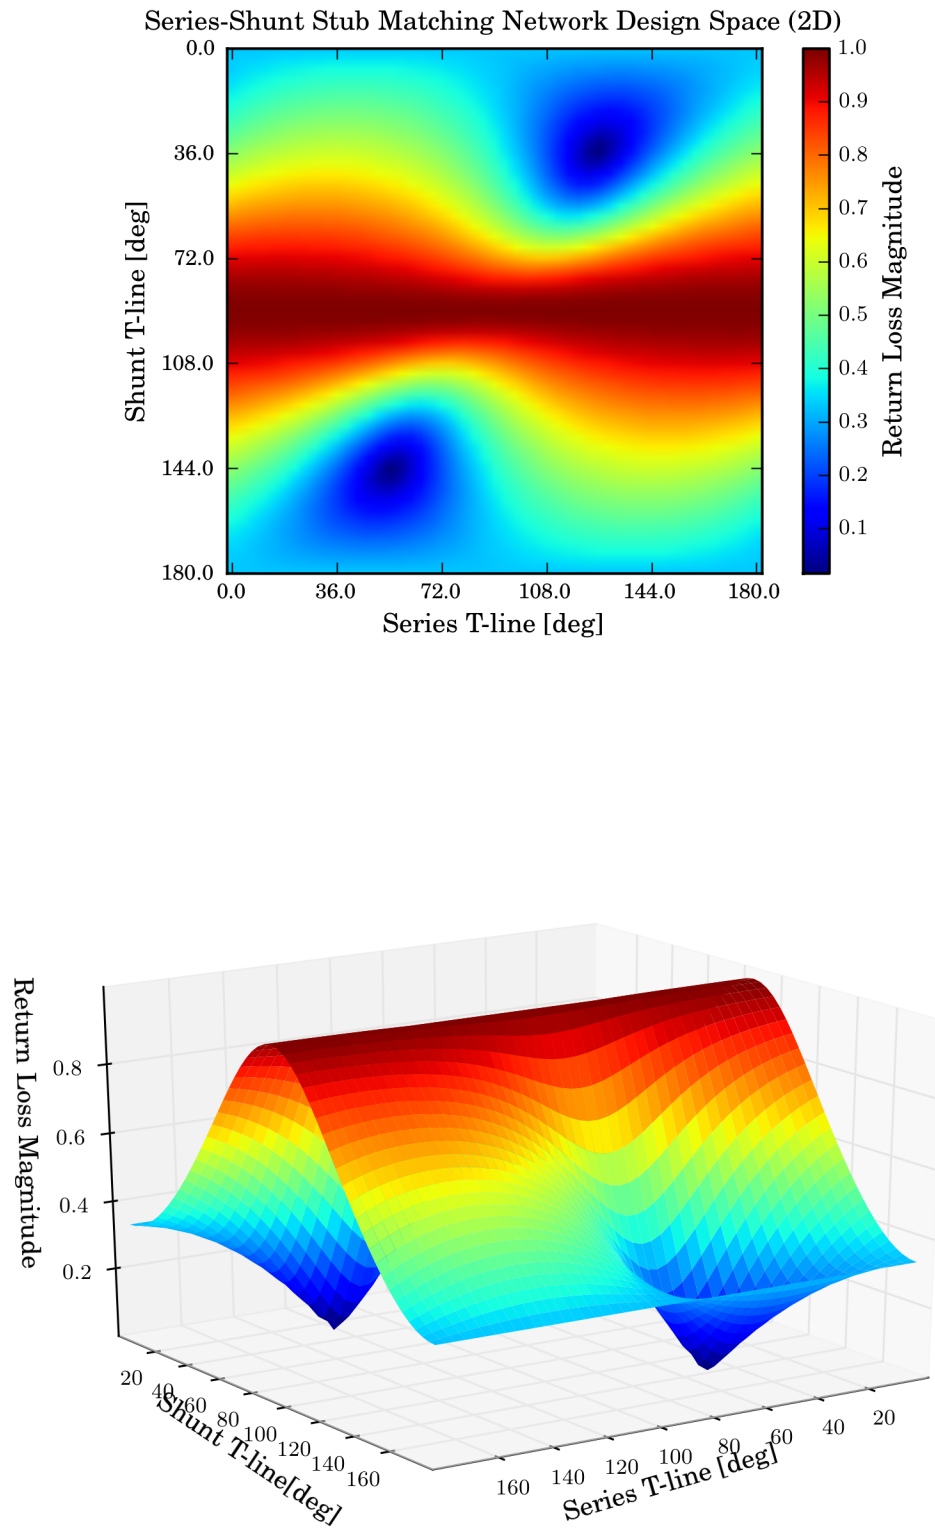 Series-Shunt Stub Matching Network Design Space (2D)
0.0
36.0
72.0
108.0
144.0
180.0
Shunt T-line [deg]
0.0 36.0 72.0 108.0 144.0 180.0
Series T-line [deg]
1.0
0.9
0.8
0.7
0.6
0.5
0.4
0.3
0.2
0.1
Return Loss Magnitude
Return Loss Magnitude
0.8
0.6
0.4
0.2
20 40 60 80 100 120 140 160
Shunt T-line[deg]
160 140 120 100 80 60 40 20
Series T-line [deg]